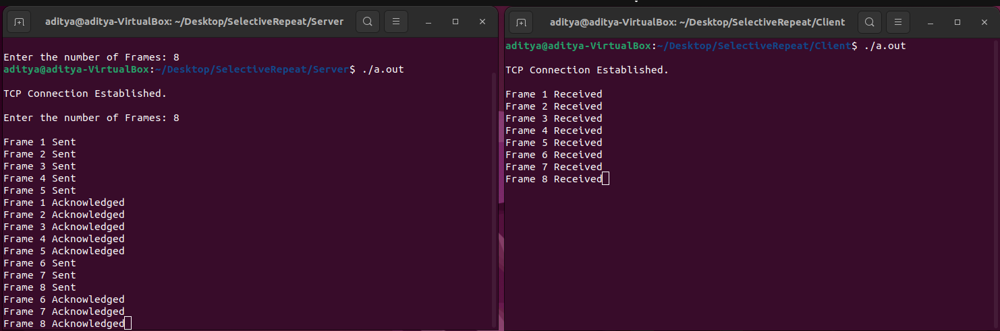 aditya@aditya-VirtualBox: ~/Desktop/SelectiveRepeat/Server
Enter the number of Frames: 8
aditya@aditya-VirtualBox:~/Desktop/SelectiveRepeat/Server$ ./a.out
TCP Connection Established.
Enter the number of Frames: 8
Frame 1 Sent
Frame 2 Sent
Frame 3 Sent
Frame 4 Sent
Frame 5 Sent
Frame 1 Acknowledged
Frame 2 Acknowledged
Frame 3 Acknowledged
Frame 4 Acknowledged
Frame 5 Acknowledged
Frame 6 Sent
Frame 7 Sent
Frame 8 Sent
Frame 6 Acknowledged
Frame 7 Acknowledged
Frame 8 Acknowledged
aditya@aditya-VirtualBox: ~/Desktop/SelectiveRepeat/Client
aditya@aditya-VirtualBox:~/Desktop/SelectiveRepeat/Client$ ./a.out
TCP Connection Established.
Frame 1 Received
Frame 2 Received
Frame 3 Received
Frame 4 Received
Frame 5 Received
Frame 6 Received
Frame 7 Received
Frame 8 Received